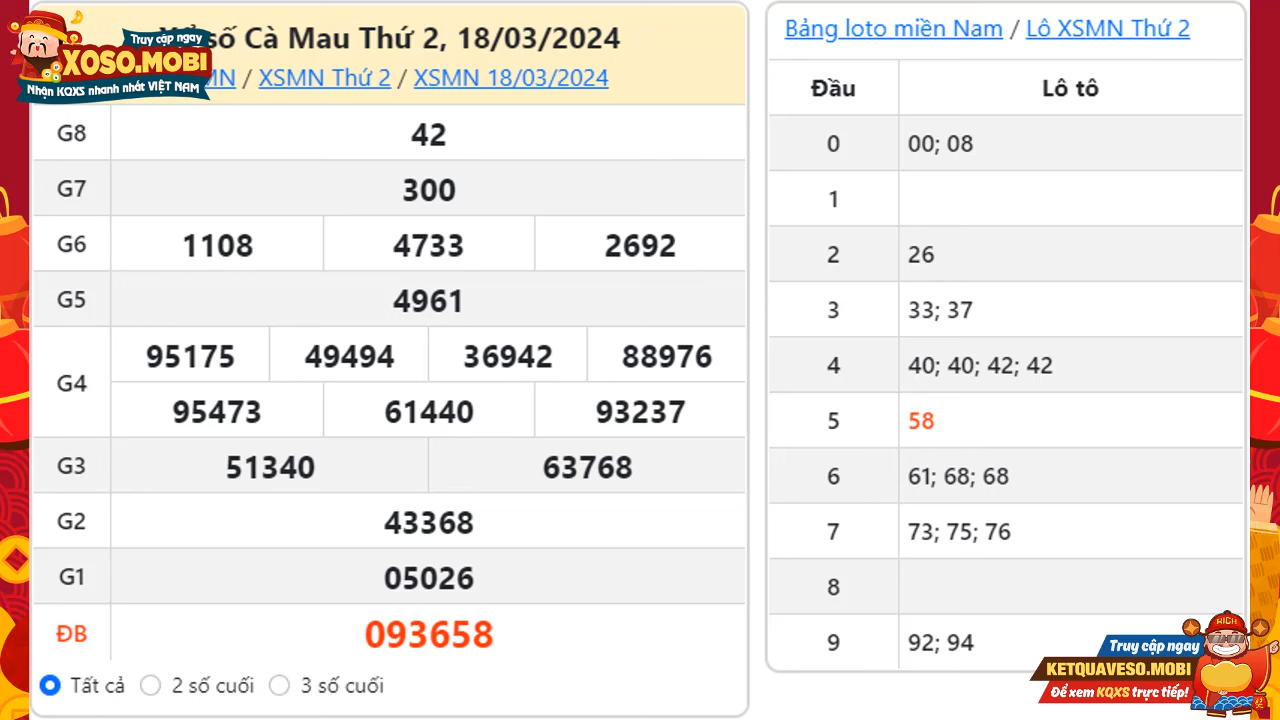 Truy cập ngay
XOSO.MOBI
Nhận KQXS nhanh nhất VIỆT NAM
số Cà Mau Thứ 2, 18/03/2024
MN / XSMN Thứ 2 / XSMN 18/03/2024
G8 42
G7 300
G6 1108 4733 2692
G5 4961
G4 95175 49494 36942 88976
95473 61440 93237
G3 51340 63768
G2 43368
G1 05026
ĐB 093658
Tất cả 2 số cuối 3 số cuối
Bảng loto miền Nam / Lô XSMN Thứ 2
Đầu Lô tô
0 00; 08
1
2 26
3 33; 37
4 40; 40; 42; 42
5 58
6 61; 68; 68
7 73; 75; 76
8
9 92; 94
RICH
Truy cập ngay
KETQUAVESO.MOBI
Để xem KQXS trực tiếp!